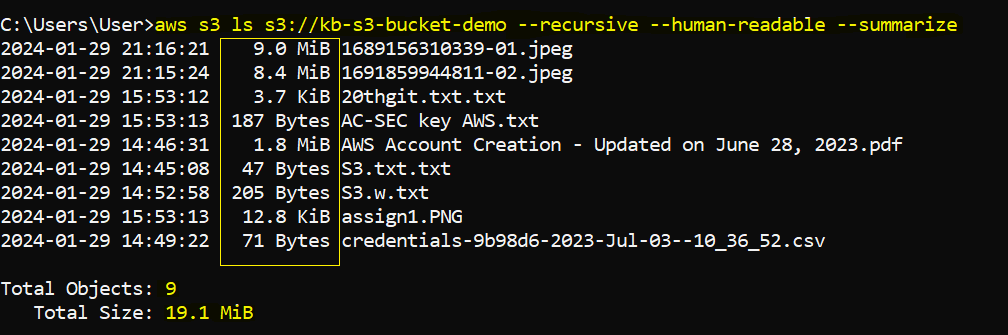 C:\Users\User>aws s3 ls s3://kb-s3-bucket-demo --recursive --human-readable --summarize
2024-01-29 21:16:21    9.0 MiB 1689156310339-01.jpeg
2024-01-29 21:15:24    8.4 MiB 1691859944811-02.jpeg
2024-01-29 15:53:12    3.7 KiB 20thgit.txt.txt
2024-01-29 15:53:13  187 Bytes AC-SEC key AWS.txt
2024-01-29 14:46:31    1.8 MiB AWS Account Creation - Updated on June 28, 2023.pdf
2024-01-29 14:45:08   47 Bytes S3.txt.txt
2024-01-29 14:52:58  205 Bytes S3.w.txt
2024-01-29 15:53:13   12.8 KiB assign1.PNG
2024-01-29 14:49:22   71 Bytes credentials-9b98d6-2023-Jul-03--10_36_52.csv
Total Objects: 9
   Total Size: 19.1 MiB